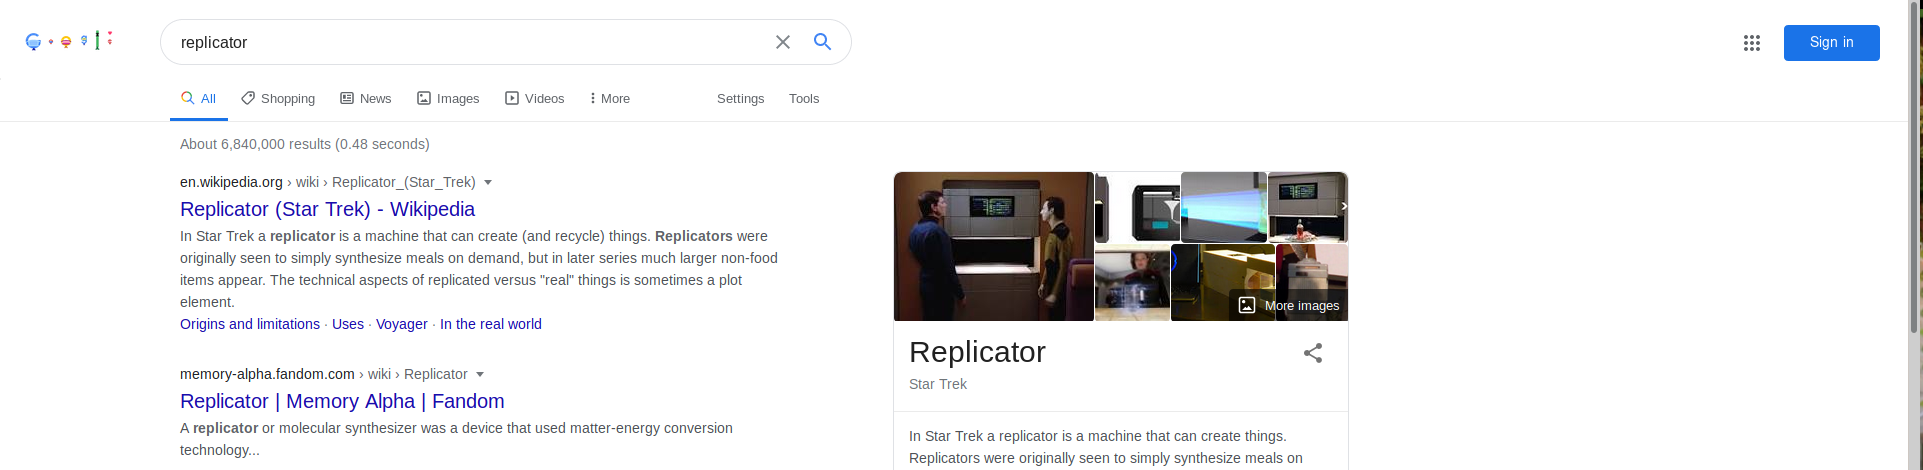 replicator
Sign in
All
Shopping
News
Images
Videos
More
Settings
Tools
About 6,840,000 results (0.48 seconds)
en.wikipedia.org › wiki › Replicator_(Star_Trek)
Replicator (Star Trek) - Wikipedia
In Star Trek a replicator is a machine that can create (and recycle) things. Replicators were
originally seen to simply synthesize meals on demand, but in later series much larger non-food
items appear. The technical aspects of replicated versus "real" things is sometimes a plot
element.
Origins and limitations · Uses · Voyager · In the real world
memory-alpha.fandom.com › wiki › Replicator
Replicator | Memory Alpha | Fandom
A replicator or molecular synthesizer was a device that used matter-energy conversion
technology...
More images
Replicator
Star Trek
In Star Trek a replicator is a machine that can create things.
Replicators were originally seen to simply synthesize meals on